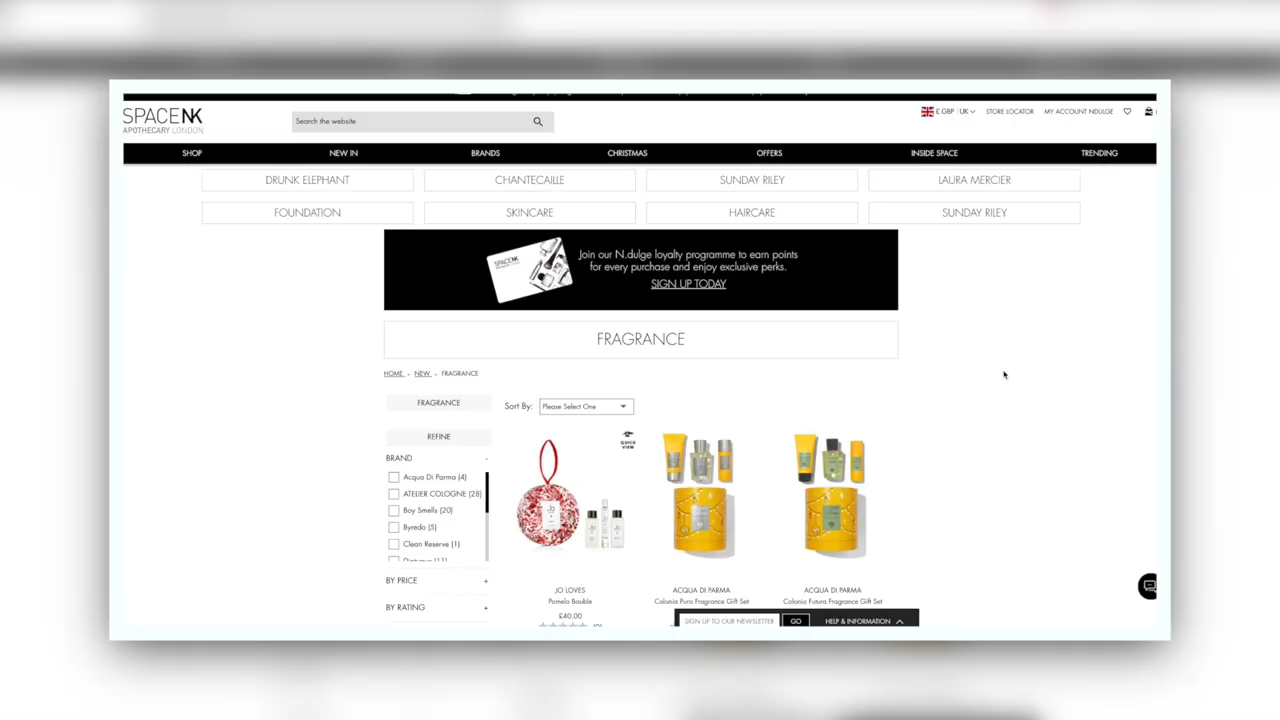 SPACENK
APOTHECARY LONDON
Search the website
£ GBP | UK
STORE LOCATOR
MY ACCOUNT NDULGE
SHOP
NEW IN
BRANDS
CHRISTMAS
OFFERS
INSIDE SPACE
TRENDING
DRUNK ELEPHANT
CHANTECAILLE
SUNDAY RILEY
LAURA MERCIER
FOUNDATION
SKINCARE
HAIRCARE
SUNDAY RILEY
SPACENK
Join our N.dulge loyalty programme to earn points
for every purchase and enjoy exclusive perks.
SIGN UP TODAY
FRAGRANCE
HOME
NEW
FRAGRANCE
FRAGRANCE
Sort By:
Please Select One
REFINE
BRAND
-
Acqua Di Parma (4)
ATELIER COLOGNE (28)
Boy Smells (20)
Byredo (5)
Clean Reserve (1)
BY PRICE
+
BY RATING
+
QUICK
VIEW
Jo
JO LOVES
Pomelo Bauble
£40.00
ACQUA DI PARMA
Colonia Pura Fragrance Gift Set
ACQUA DI PARMA
Colonia Futura Fragrance Gift Set
SIGN UP TO OUR NEWSLETTER
GO
HELP & INFORMATION